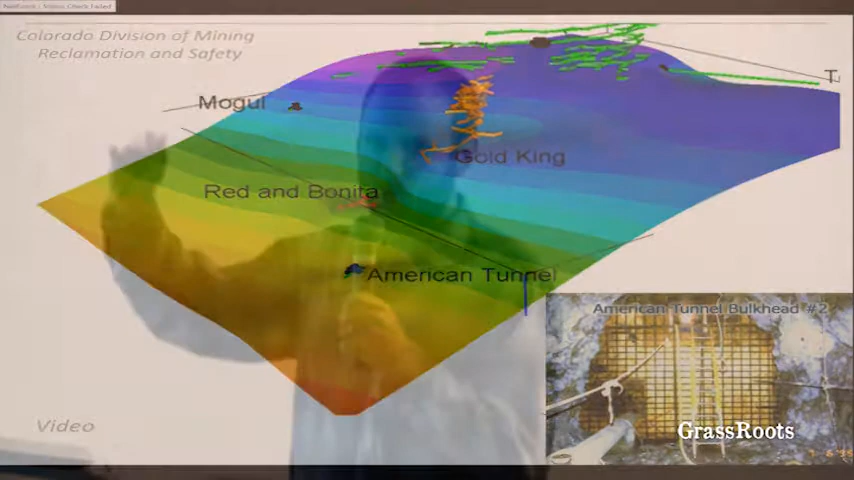 Colorado Division of Mining
Reclamation and Safety
T
Mogul
Gold King
Red and Bonita
American Tunnel
American Tunnel Bulkhead #2
Video
GrassRoots